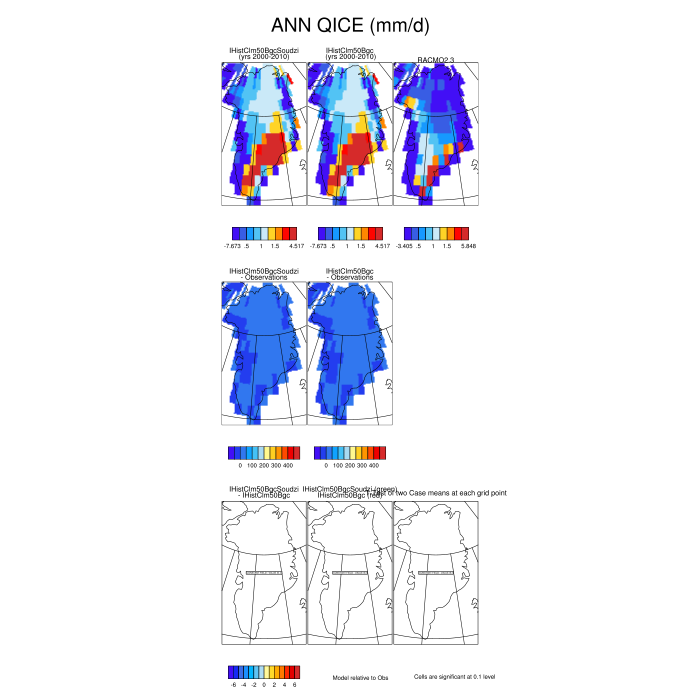 ANN QICE (mm/d)
IHistClm50BgcSoudzi
(yrs 2000-2010)
IHistClm50Bgc
(yrs 2000-2010)
RACMO2.3
-7.673 .5 1 1.5 4.517
-7.673 .5 1 1.5 4.517
-3.405 .5 1 1.5 5.848
IHistClm50BgcSoudzi
- Observations
IHistClm50Bgc
- Observations
0 100 200 300 400
0 100 200 300 400
IHistClm50BgcSoudzi
- IHistClm50Bgc
IHistClm50BgcSoudzi (green)
IHistClm50Bgc (red)
of two Case means at each grid point
-6 -4 -2 0 2 4 6
Model relative to Obs
Cells are significant at 0.1 level